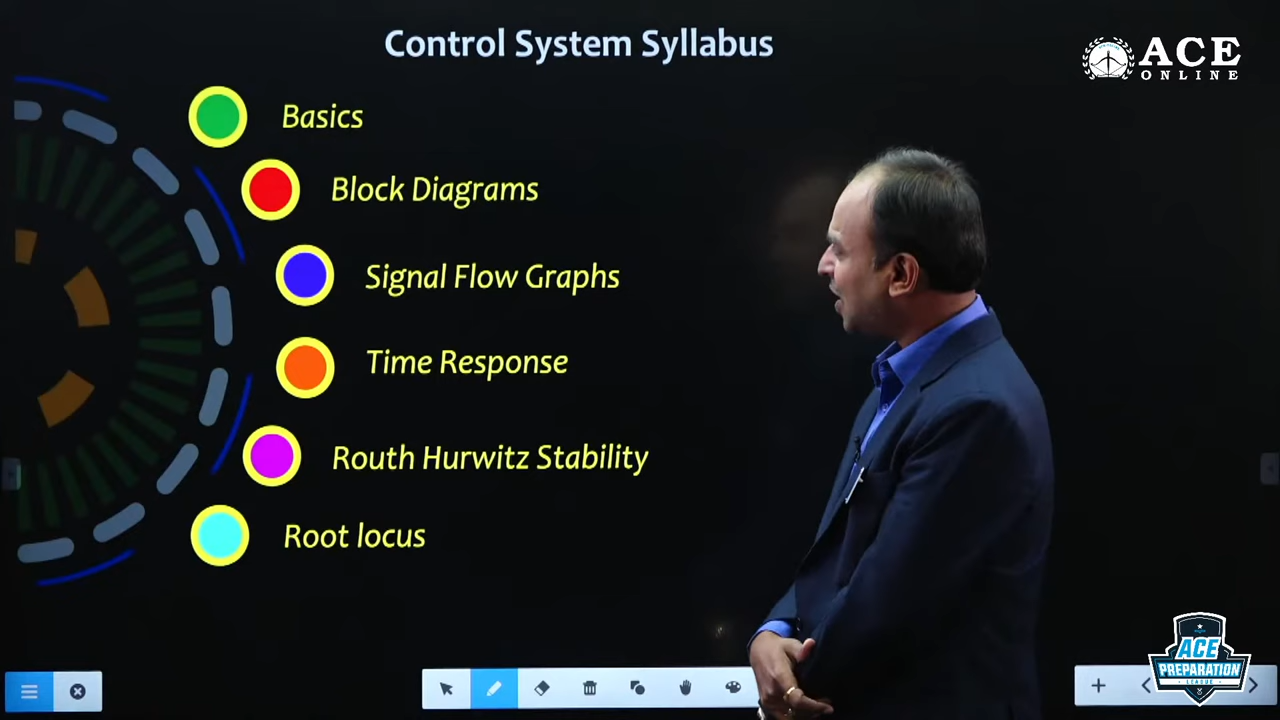 Control System Syllabus
ACE
ONLINE
Basics
Block Diagrams
Signal Flow Graphs
Time Response
Routh Hurwitz Stability
Root locus
ACE
PREPARATION
LEAGUE